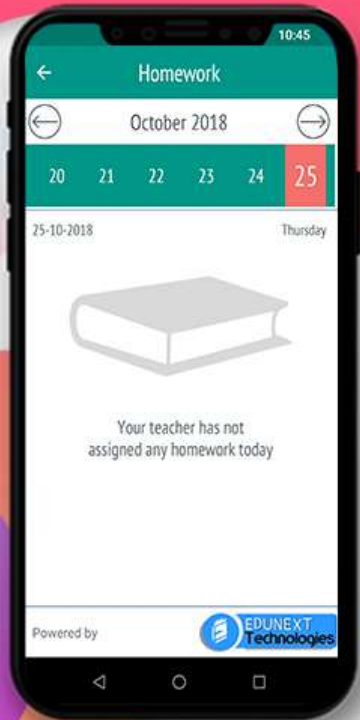 10:45
Homework
October 2018
20 21 22 23 24 25
25-10-2018 Thursday
Your teacher has not
assigned any homework today
Powered by
EDUNEXT
Technologies